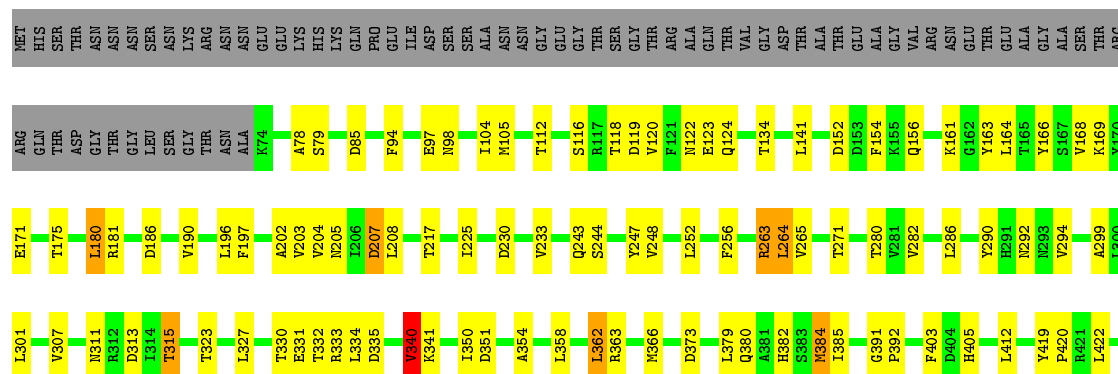 MET HIS SER THR ASN ASN ASN SER ASN LYS ARG ASN ASN GLU GLU LYS HIS LYS GLN PRO GLU ILE ASP SER SER ALA ASN ASN GLY GLU GLY THR SER GLY THR ARG ALA GLN THR VAL GLY ASP THR ALA THR GLU ALA GLY VAL ARG ASN GLU THR GLU ALA GLY ALA SER THR ARG
ARG GLN THR ASP GLY THR GLY LEU SER GLY THR ASN ALA K74 A78 S79 D85 F94 E97 N98 I104 M105 T112 S116 R117 T118 D119 V120 F121 N122 E123 Q124 T134 L141 D152 D153 F154 K155 Q156 K161 G162 Y163 L164 T165 Y166 S167 V168 K169 Y170
E171 T175 L180 R181 D186 V190 L196 F197 A202 V203 V204 N205 I206 D207 L208 T217 I225 D230 V233 Q243 S244 Y247 V248 L252 F256 R263 L264 V265 T271 T280 V281 V282 L286 Y290 H291 N292 N293 V294 A299 L300
L301 V307 N311 R312 D313 I314 T315 T323 L327 T330 E331 T332 R333 L334 D335 V340 K341 I350 D351 A354 L358 L362 R363 M366 D373 L379 Q380 A381 H382 S383 M384 I385 G391 P392 F403 D404 H405 L412 Y419 P420 R421 L422